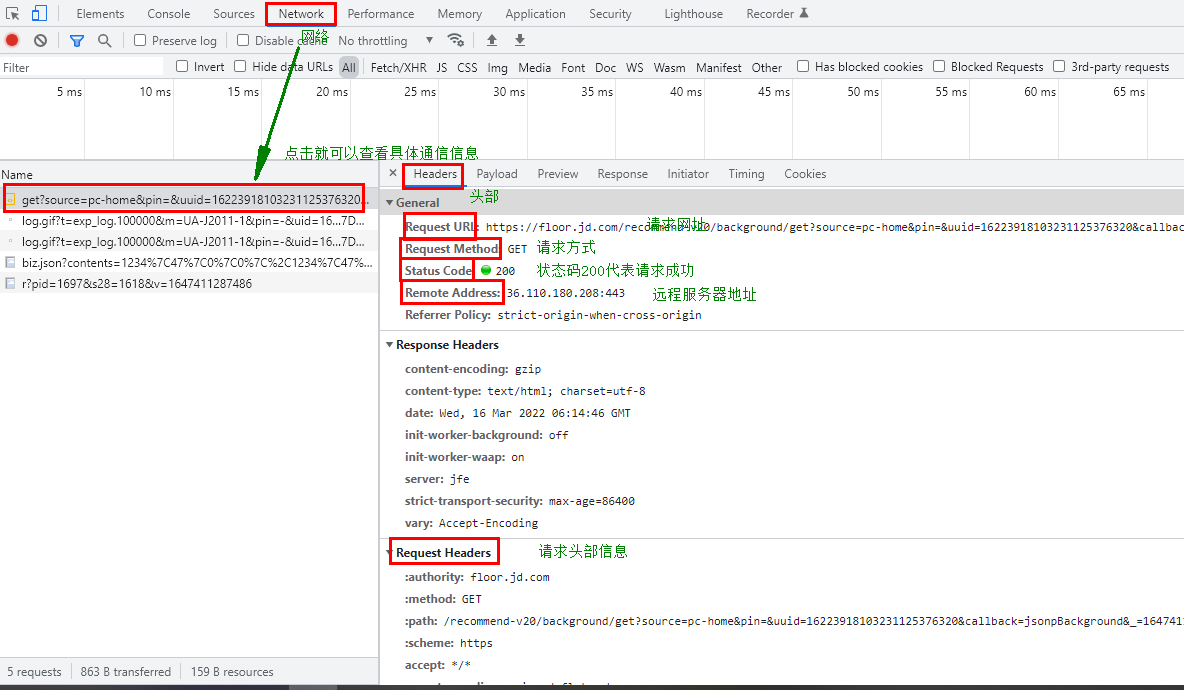 Elements Console Sources Network Performance Memory Application Security Lighthouse Recorder
Preserve log Disable cache No throttling
网络
Filter Invert Hide data URLs All Fetch/XHR JS CSS Img Media Font Doc WS Wasm Manifest Other Has blocked cookies Blocked Requests 3rd-party requests
5 ms 10 ms 15 ms 20 ms 25 ms 30 ms 35 ms 40 ms 45 ms 50 ms 55 ms 60 ms 65 ms
点击就可以查看具体通信信息
Name
get?source=pc-home&pin=&uuid=16223918103231125376320...
log.gif?t=exp_log.100000&m=UA-J2011-1&pin=-&uid=16...7D...
log.gif?t=exp_log.100000&m=UA-J2011-1&pin=-&uid=16...7D...
biz.json?contents=1234%7C47%7C0%7C0%7C%2C1234%7C47%...
r?pid=1697&s28=1618&v=1647411287486
5 requests 863 B transferred 159 B resources
× Headers Payload Preview Response Initiator Timing Cookies
头部
General
Request URL: https://floor.jd.com/recommend-v20/background/get?source=pc-home&pin=&uuid=16223918103231125376320&callbac
请求网址
Request Method: GET 请求方式
Status Code: 200 状态码200代表请求成功
Remote Address: 36.110.180.208:443 远程服务器地址
Referrer Policy: strict-origin-when-cross-origin
Response Headers
content-encoding: gzip
content-type: text/html; charset=utf-8
date: Wed, 16 Mar 2022 06:14:46 GMT
init-worker-background: off
init-worker-waap: on
server: jfe
strict-transport-security: max-age=86400
vary: Accept-Encoding
Request Headers 请求头部信息
:authority: floor.jd.com
:method: GET
:path: /recommend-v20/background/get?source=pc-home&pin=&uuid=16223918103231125376320&callback=jsonpBackground&_=164741
:scheme: https
accept: */*